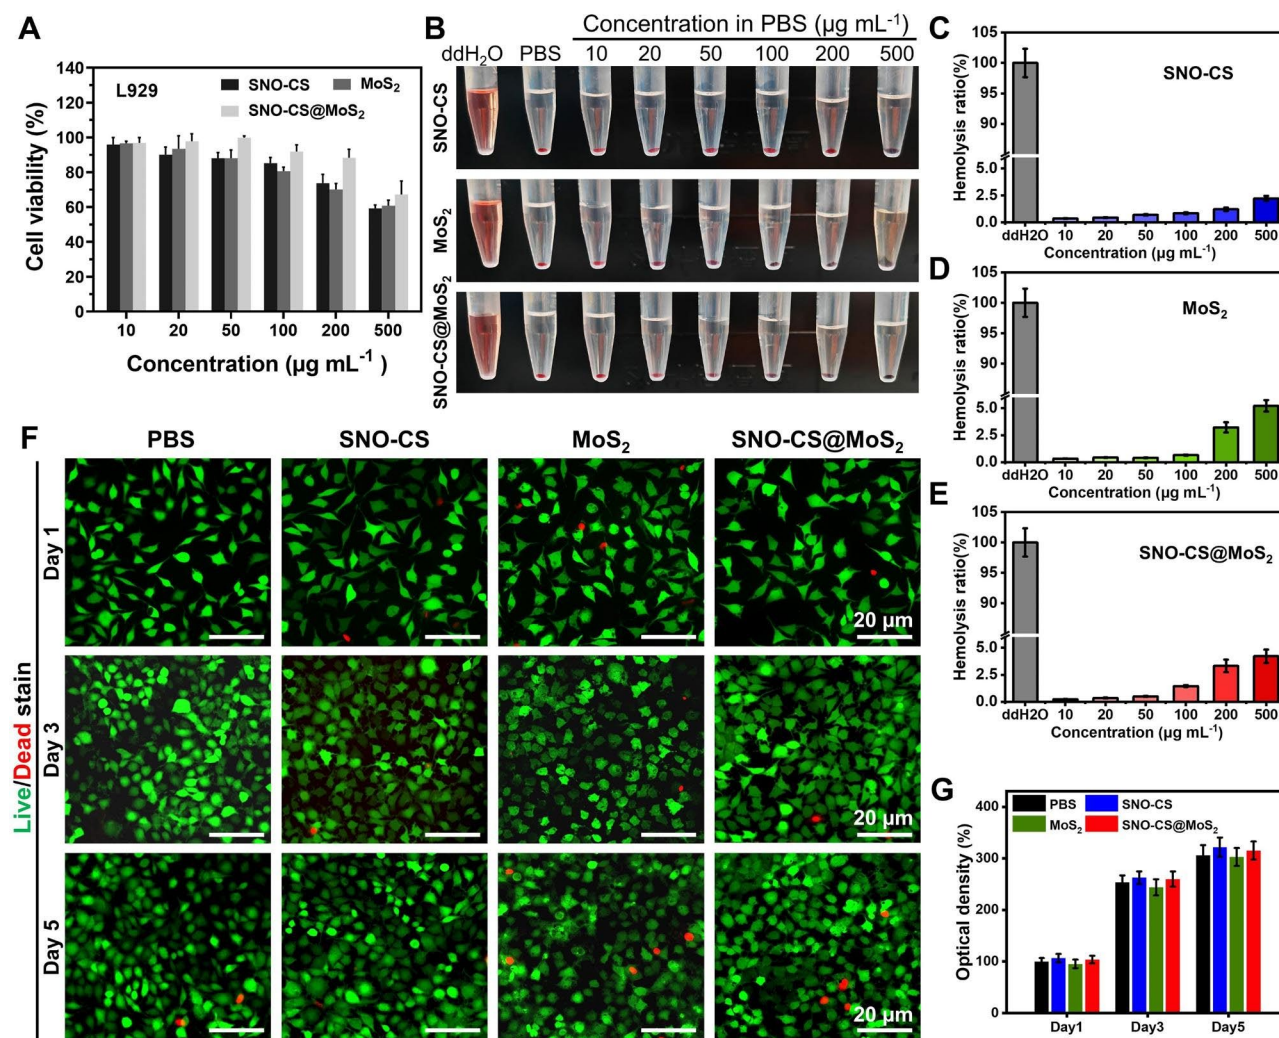 A
140
120
100
80
60
40
20
0
Cell viability (%)
L929
SNO-CS
MoS₂
SNO-CS@MoS₂
10 20 50 100 200 500
Concentration (μg mL⁻¹ )
B
Concentration in PBS (μg mL⁻¹)
ddH₂O PBS 10 20 50 100 200 500
SNO-CS
MoS₂
SNO-CS@MoS₂
C
Hemolysis ratio(%)
105
100
95
90
5.0
2.5
0.0
SNO-CS
ddH2O 10 20 50 100 200 500
Concentration (μg mL⁻¹)
D
Hemolysis ratio(%)
105
100
95
90
5.0
2.5
0.0
MoS₂
ddH2O 10 20 50 100 200 500
Concentration (μg mL⁻¹)
E
Hemolysis ratio(%)
105
100
95
90
5.0
2.5
0.0
SNO-CS@MoS₂
ddH2O 10 20 50 100 200 500
Concentration (μg mL⁻¹)
F
PBS SNO-CS MoS₂ SNO-CS@MoS₂
Live/Dead stain
Day 1
20 μm
Day 3
20 μm
Day 5
20 μm
G
Optical density (%)
400
300
200
100
0
PBS SNO-CS
MoS₂ SNO-CS@MoS₂
Day1 Day3 Day5